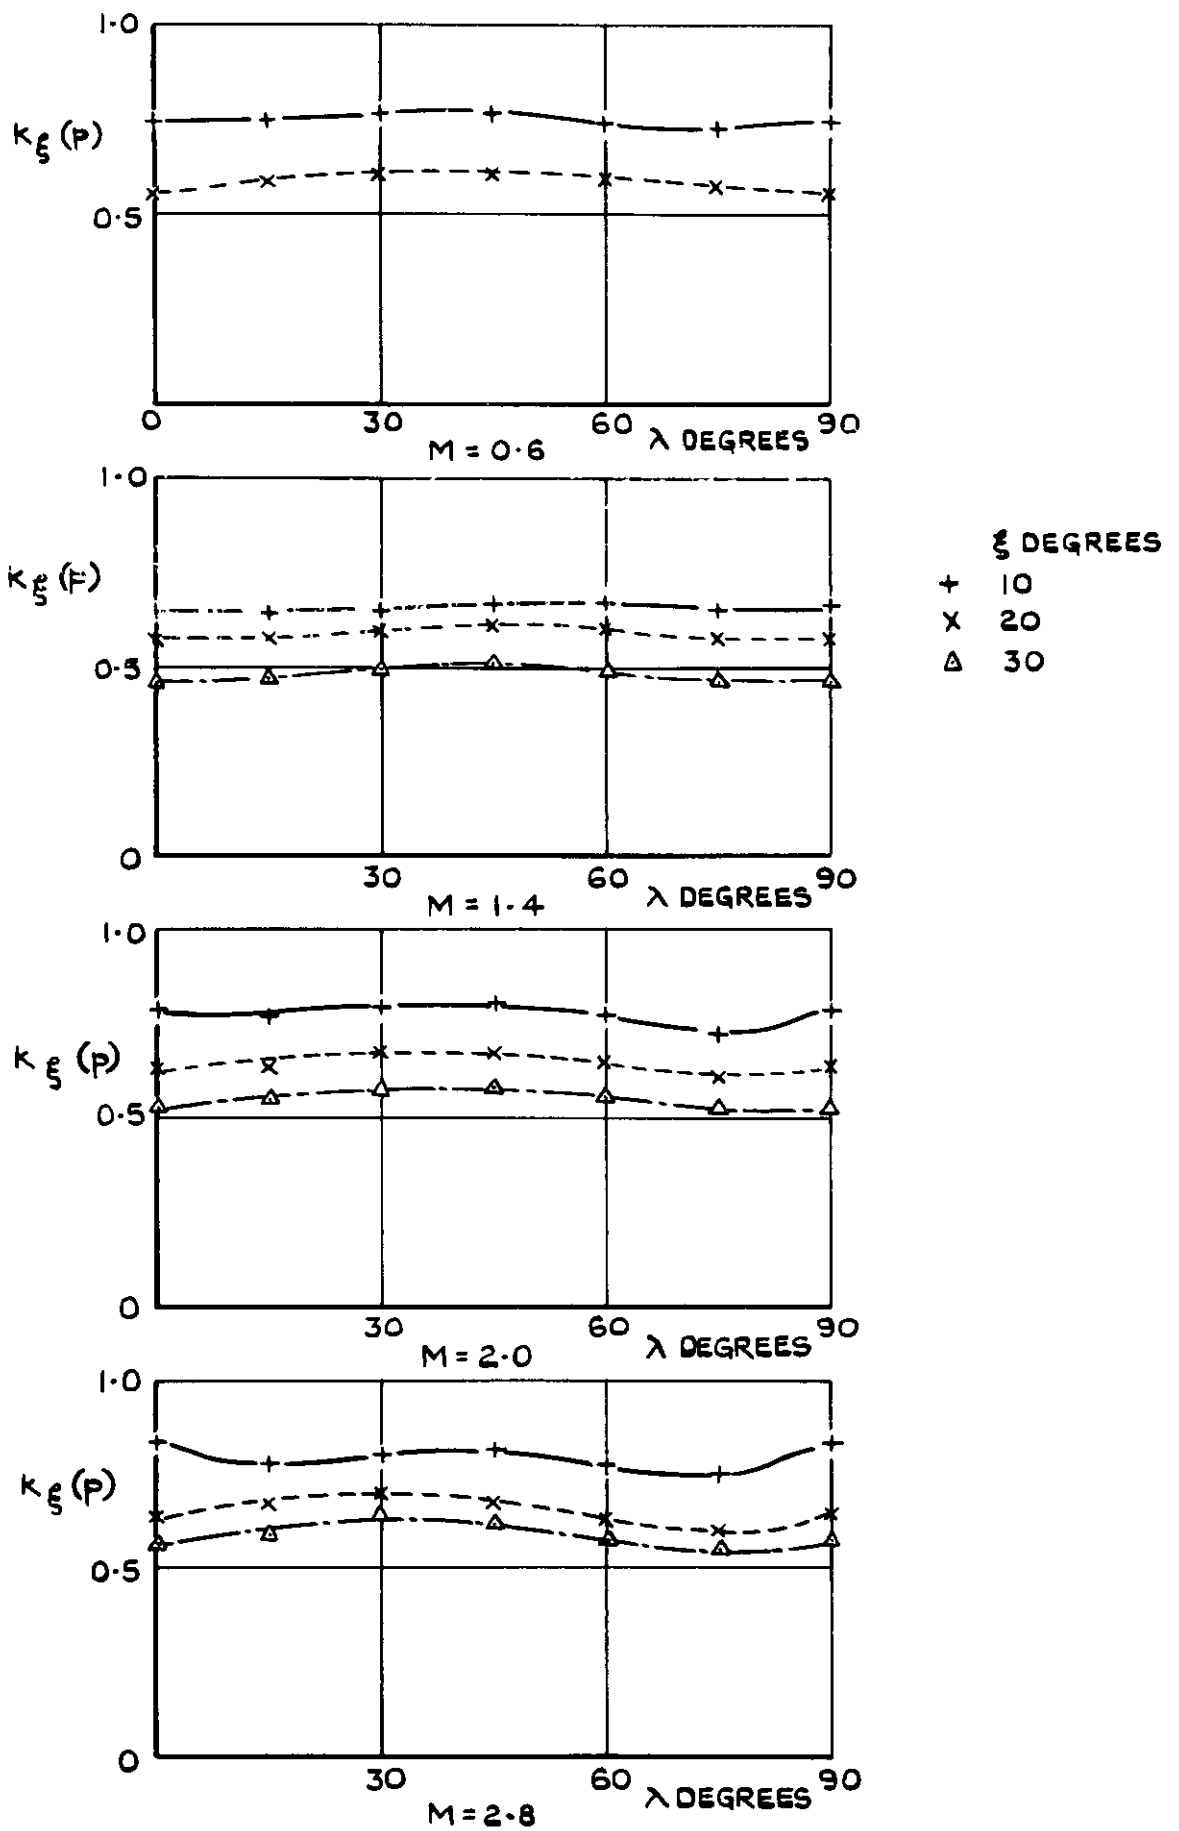 1·0
K ξ (P)
0·5
0 30 60 90
M = 0·6 λ DEGREES
1·0
K ξ (F)
0·5
0
30 60 90
M = 1·4 λ DEGREES
ξ DEGREES
+ 10
× 20
△ 30
1·0
K ξ (P)
0·5
0
30 60 90
M = 2·0 λ DEGREES
1·0
K ξ (P)
0·5
0
30 60 90
M = 2·8 λ DEGREES